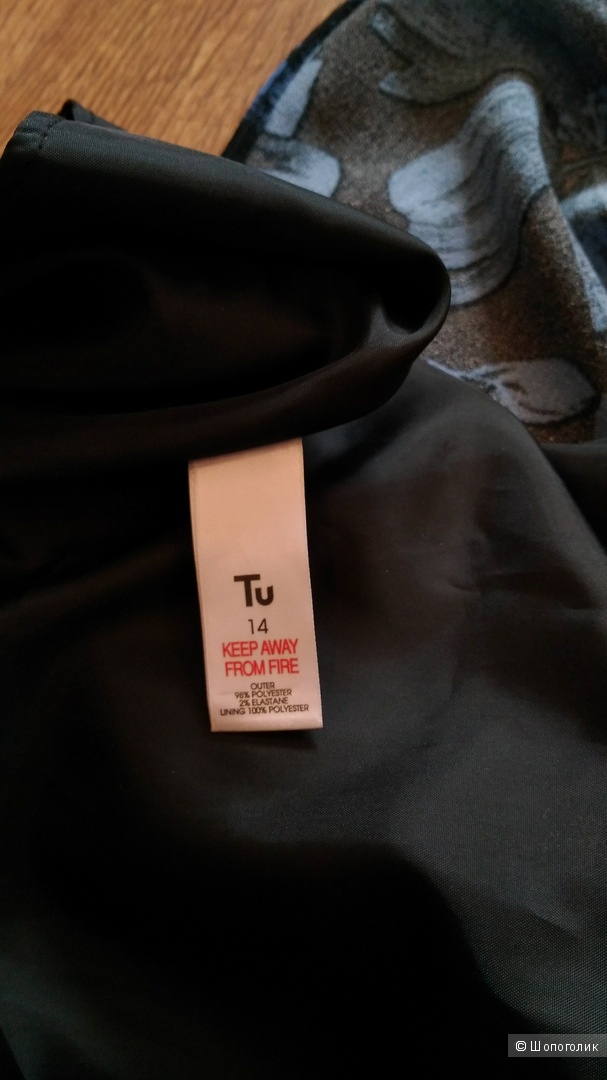 Tu
14
KEEP AWAY
FROM FIRE
OUTER
98% POLYESTER
2% ELASTANE
LINING 100% POLYESTER
© Шопоголик